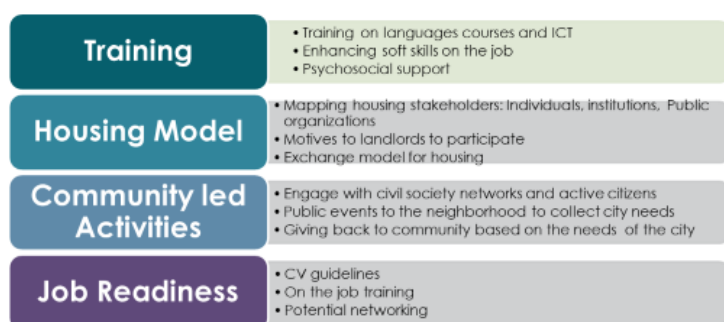 Training
• Training on languages courses and ICT
• Enhancing soft skills on the job
• Psychosocial support
Housing Model
• Mapping housing stakeholders: Individuals, institutions, Public
organizations
• Motives to landlords to participate
• Exchange model for housing
Community led
Activities
• Engage with civil society networks and active citizens
• Public events to the neighborhood to collect city needs
• Giving back to community based on the needs of the city
Job Readiness
• CV guidelines
• On the job training
• Potential networking